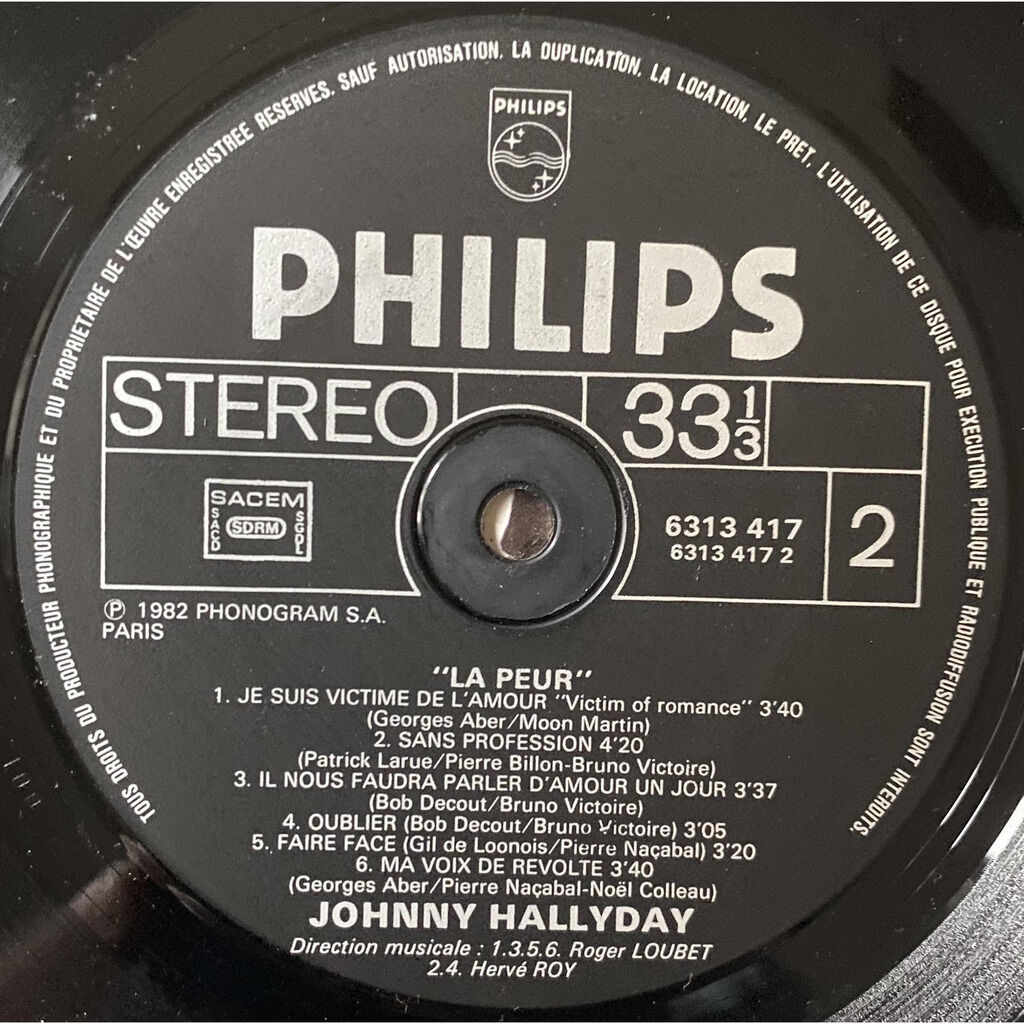 TOUS DROITS DU PRODUCTEUR PHONOGRAPHIQUE ET DU PROPRIETAIRE DE L'ŒUVRE ENREGISTREE RESERVES. SAUF AUTORISATION, LA DUPLICATION, LA LOCATION, LE PRET, L'UTILISATION DE CE DISQUE POUR EXECUTION PUBLIQUE ET RADIODIFFUSION SONT INTERDITS.
PHILIPS
PHILIPS
STEREO
33 1/3
SACEM
SACD
SDRM
SGDL
6313 417
6313 417 2
2
Ⓟ 1982 PHONOGRAM S.A.
PARIS
"LA PEUR"
1. JE SUIS VICTIME DE L'AMOUR "Victim of romance" 3'40
(Georges Aber/Moon Martin)
2. SANS PROFESSION 4'20
(Patrick Larue/Pierre Billon-Bruno Victoire)
3. IL NOUS FAUDRA PARLER D'AMOUR UN JOUR 3'37
(Bob Decout/Bruno Victoire)
4. OUBLIER (Bob Decout/Bruno Victoire) 3'05
5. FAIRE FACE (Gil de Loonois/Pierre Naçabal) 3'20
6. MA VOIX DE REVOLTE 3'40
(Georges Aber/Pierre Naçabal-Noël Colleau)
JOHNNY HALLYDAY
Direction musicale : 1.3.5.6. Roger LOUBET
2.4. Hervé ROY